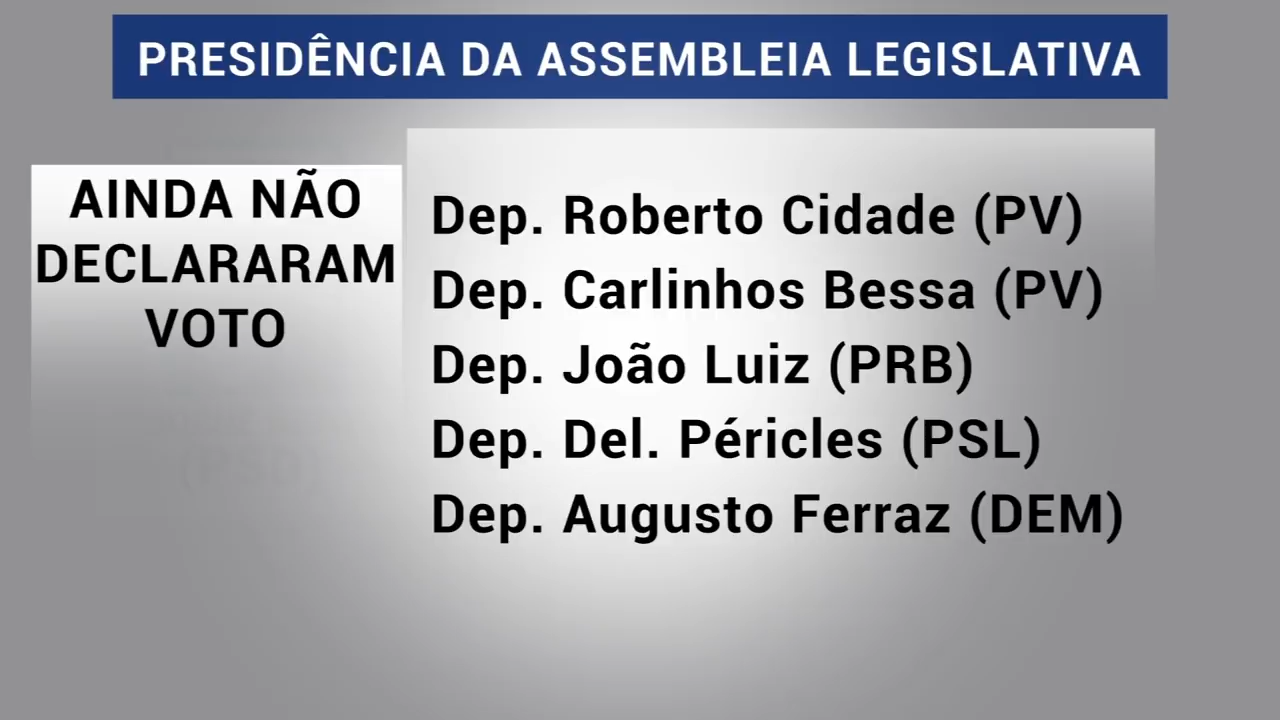 PRESIDÊNCIA DA ASSEMBLEIA LEGISLATIVA
AINDA NÃO
DECLARARAM
VOTO
Dep. Roberto Cidade (PV)
Dep. Carlinhos Bessa (PV)
Dep. João Luiz (PRB)
Dep. Del. Péricles (PSL)
Dep. Augusto Ferraz (DEM)